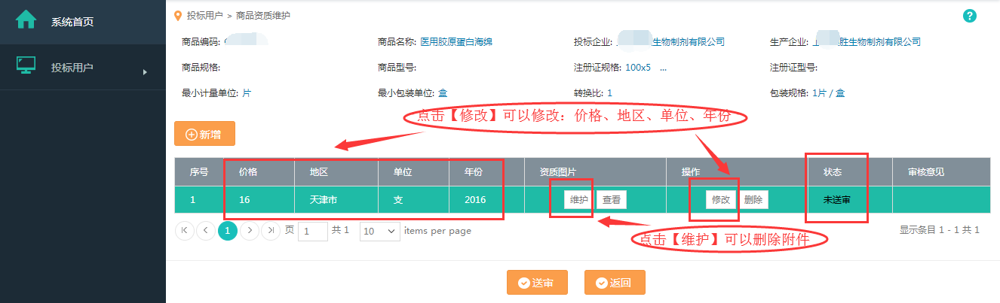 系统首页
投标用户
投标用户 > 商品资质维护
?
商品编码:
商品名称: 医用胶原蛋白海绵
投标企业: 生物制剂有限公司
生产企业: 胜生物制剂有限公司
商品规格:
商品型号:
注册证规格: 100x5 ...
注册证型号:
最小计量单位: 片
最小包装单位: 盒
转换比: 1
包装规格: 1片 / 盒
点击【修改】可以修改：价格、地区、单位、年份
新增
序号 价格 地区 单位 年份 资质图片 操作 状态 审核意见
1 16 天津市 支 2016 维护 查看 修改 删除 未送审
1 页 1 共 1 10 items per page 显示条目 1 - 1 共 1
点击【维护】可以删除附件
送审 返回